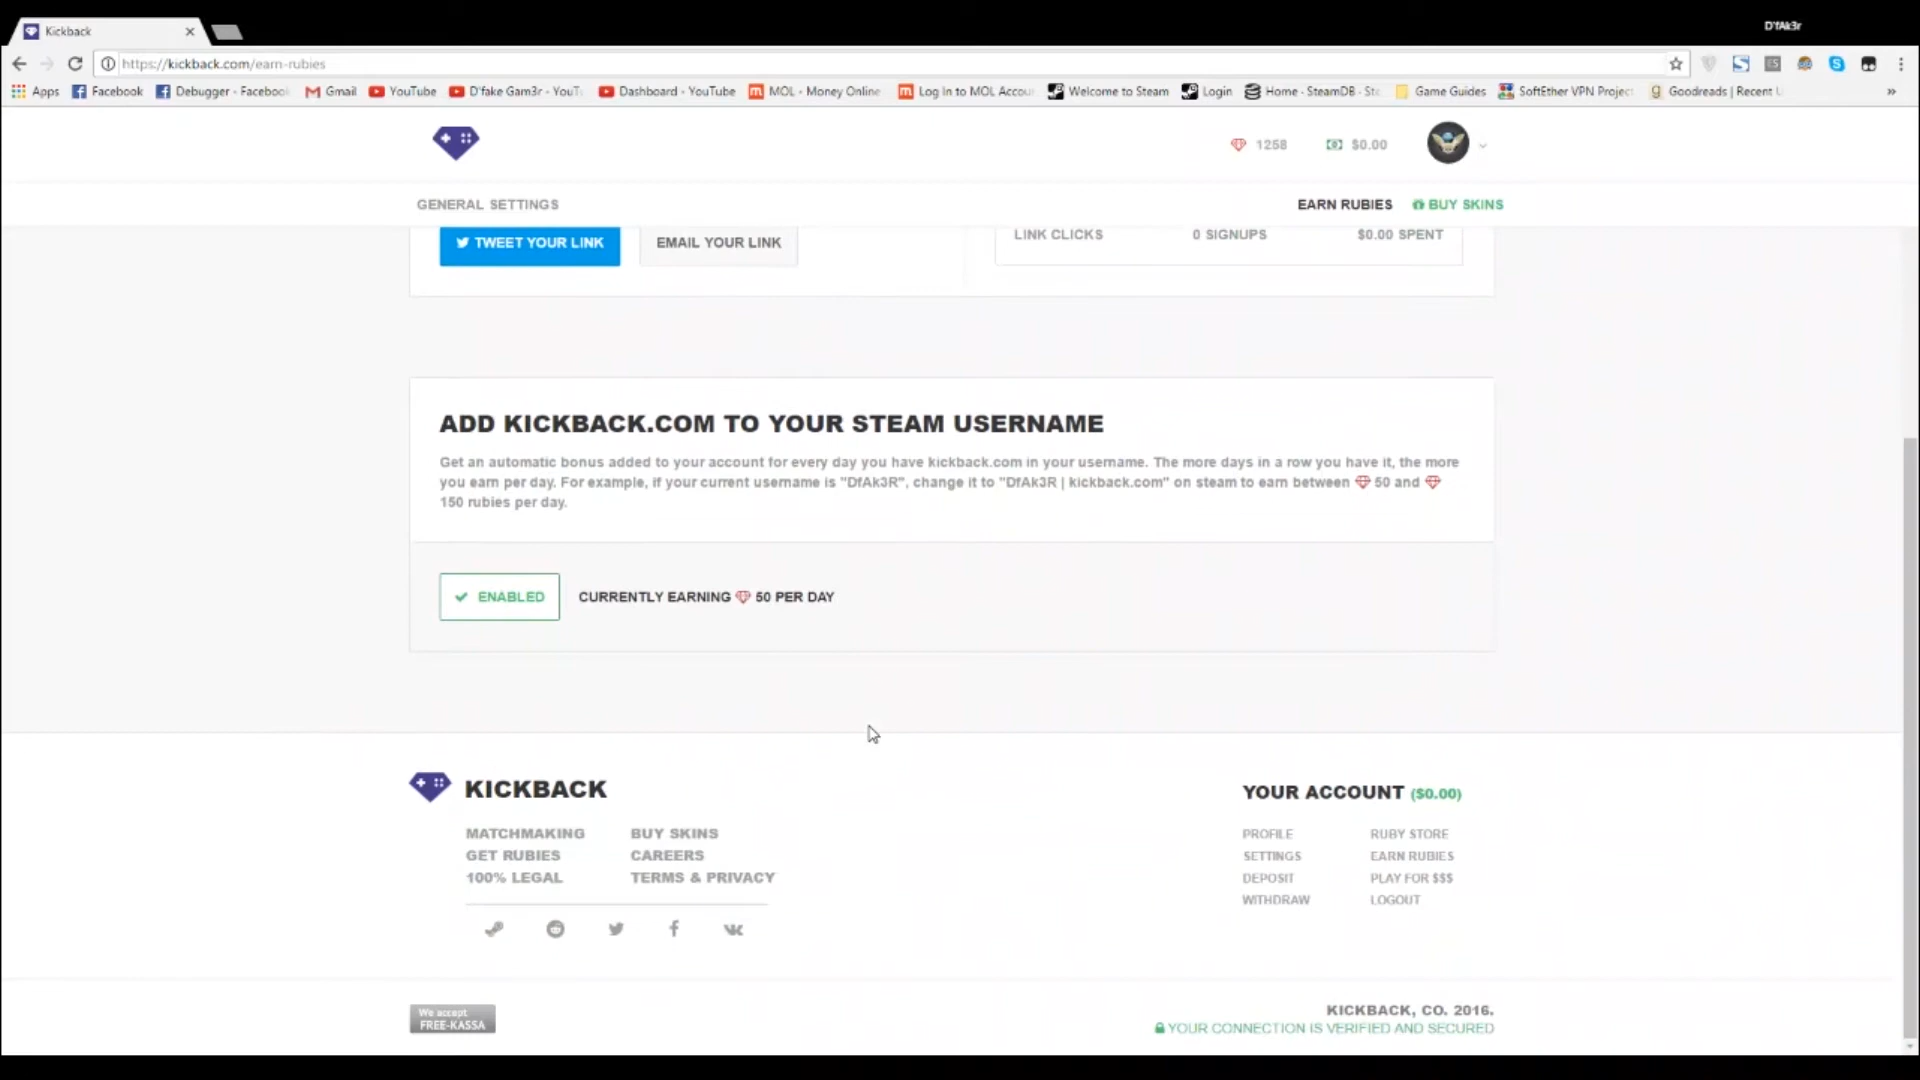 Kickback
D'fAk3r
https://kickback.com/earn-rubies
Apps Facebook Debugger - Facebook Gmail YouTube D'fake Gam3r - YouT Dashboard - YouTube MOL - Money Online Log In to MOL Accou Welcome to Steam Login Home · SteamDB · Ste Game Guides SoftEther VPN Project Goodreads | Recent U »
1258 $0.00
GENERAL SETTINGS EARN RUBIES BUY SKINS
TWEET YOUR LINK EMAIL YOUR LINK LINK CLICKS 0 SIGNUPS $0.00 SPENT
ADD KICKBACK.COM TO YOUR STEAM USERNAME
Get an automatic bonus added to your account for every day you have kickback.com in your username. The more days in a row you have it, the more
you earn per day. For example, if your current username is "DfAk3R", change it to "DfAk3R | kickback.com" on steam to earn between 50 and
150 rubies per day.
ENABLED CURRENTLY EARNING 50 PER DAY
KICKBACK YOUR ACCOUNT ($0.00)
MATCHMAKING BUY SKINS PROFILE RUBY STORE
GET RUBIES CAREERS SETTINGS EARN RUBIES
100% LEGAL TERMS & PRIVACY DEPOSIT PLAY FOR $$$
WITHDRAW LOGOUT
We accept
FREE-KASSA
KICKBACK, CO. 2016.
YOUR CONNECTION IS VERIFIED AND SECURED